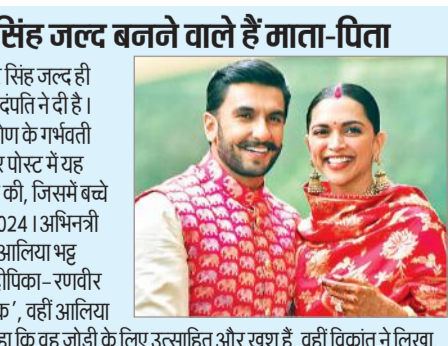 सिंह जल्द बनने वाले हैं माता-पिता
सिंह जल्द ही
दंपति ने दी है।
के गर्भवती
पोस्ट में यह
की, जिसमें बच्चे
024।अभिनत्री
आलिया भट्ट
दीपिका-रणवीर
', वहीं आलिया
कि वह जोड़ी के लिए उत्साहित और खुश हैं, वहीं विक्रांत ने लिखा